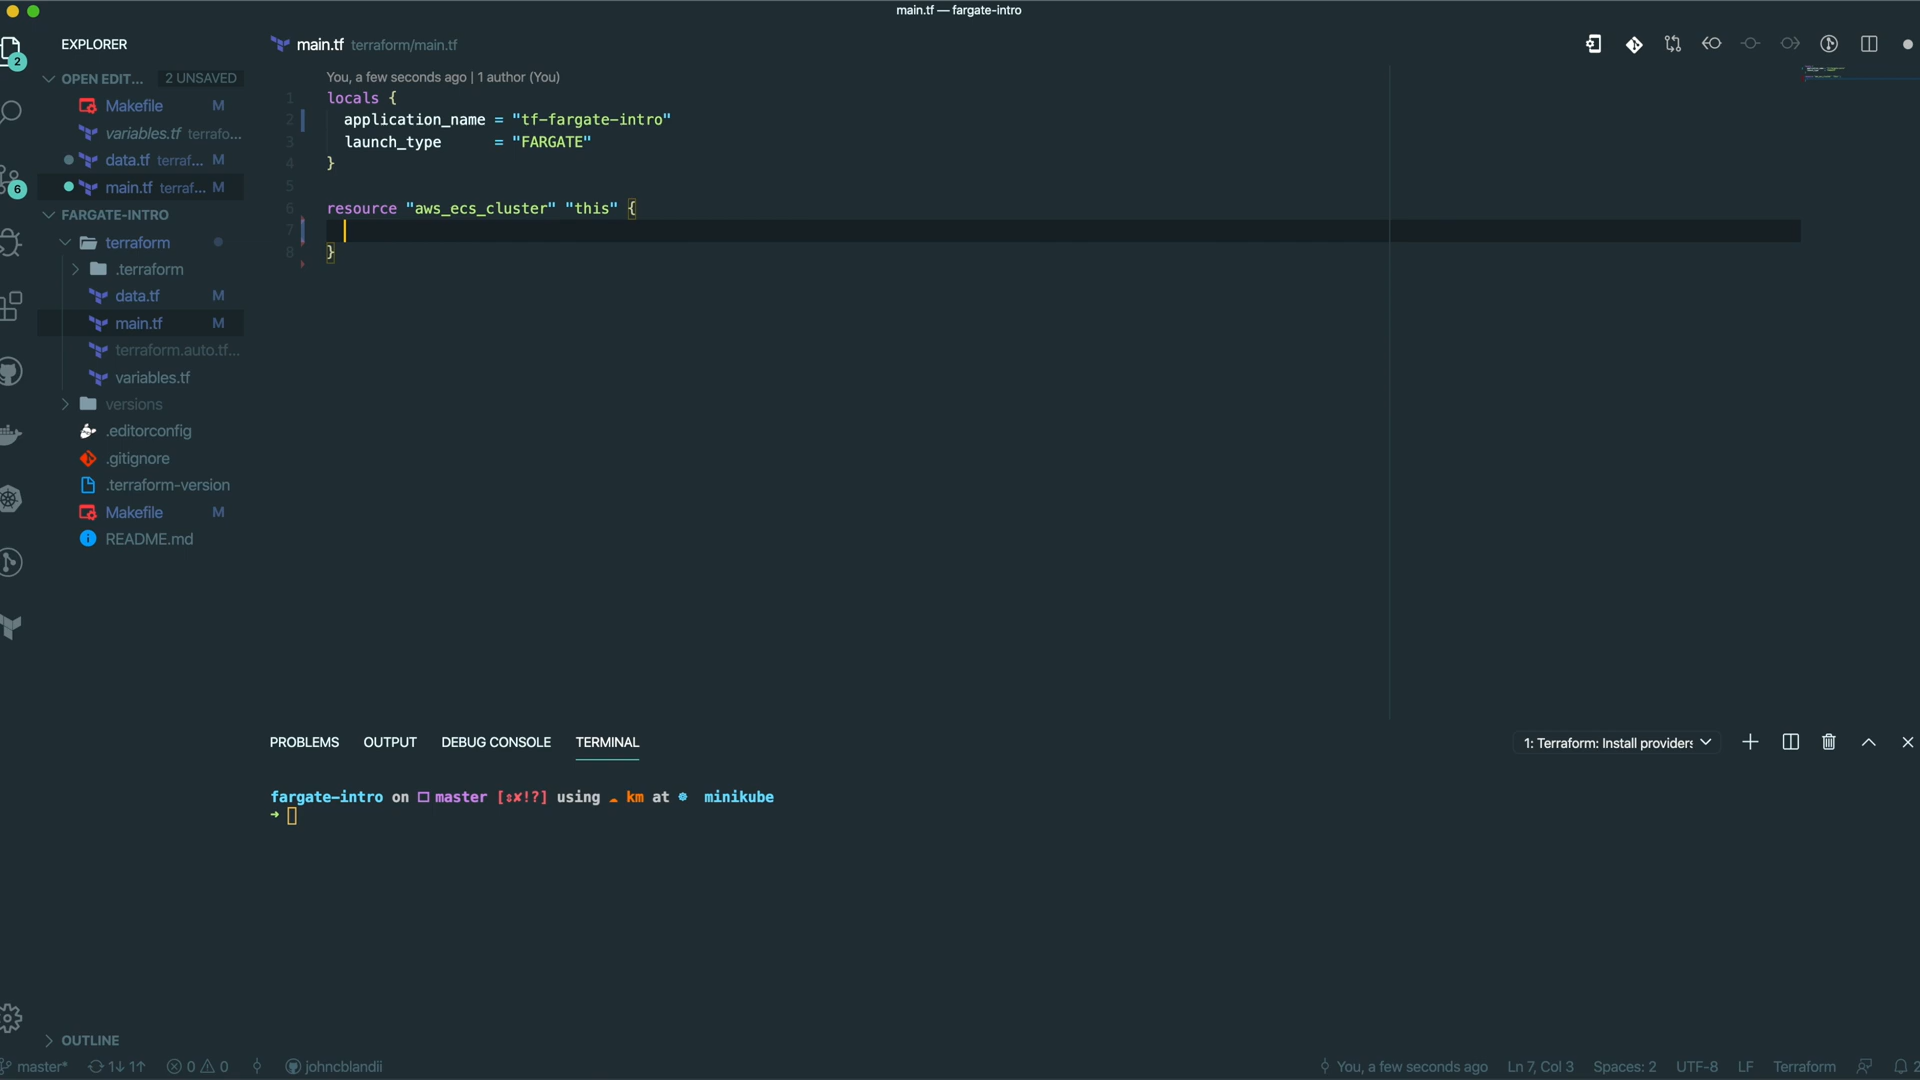 main.tf — fargate-intro
2
EXPLORER
main.tf terraform/main.tf
OPEN EDIT... 2 UNSAVED
Makefile M
variables.tf terrafo...
data.tf terraf... M
main.tf terraf... M
6
FARGATE-INTRO
terraform
.terraform
data.tf M
main.tf M
terraform.auto.tf...
variables.tf
versions
.editorconfig
.gitignore
.terraform-version
Makefile M
README.md
OUTLINE
You, a few seconds ago | 1 author (You)
1 locals {
2 application_name = "tf-fargate-intro"
3 launch_type = "FARGATE"
4 }
5
6 resource "aws_ecs_cluster" "this" {
7
8 }
PROBLEMS OUTPUT DEBUG CONSOLE TERMINAL
1: Terraform: Install providers
fargate-intro on master [⇕✘!?] using ☁ km at ☸ minikube
➜
master* 1↓ 1↑ 0 0 johncblandii
You, a few seconds ago Ln 7, Col 3 Spaces: 2 UTF-8 LF Terraform 2